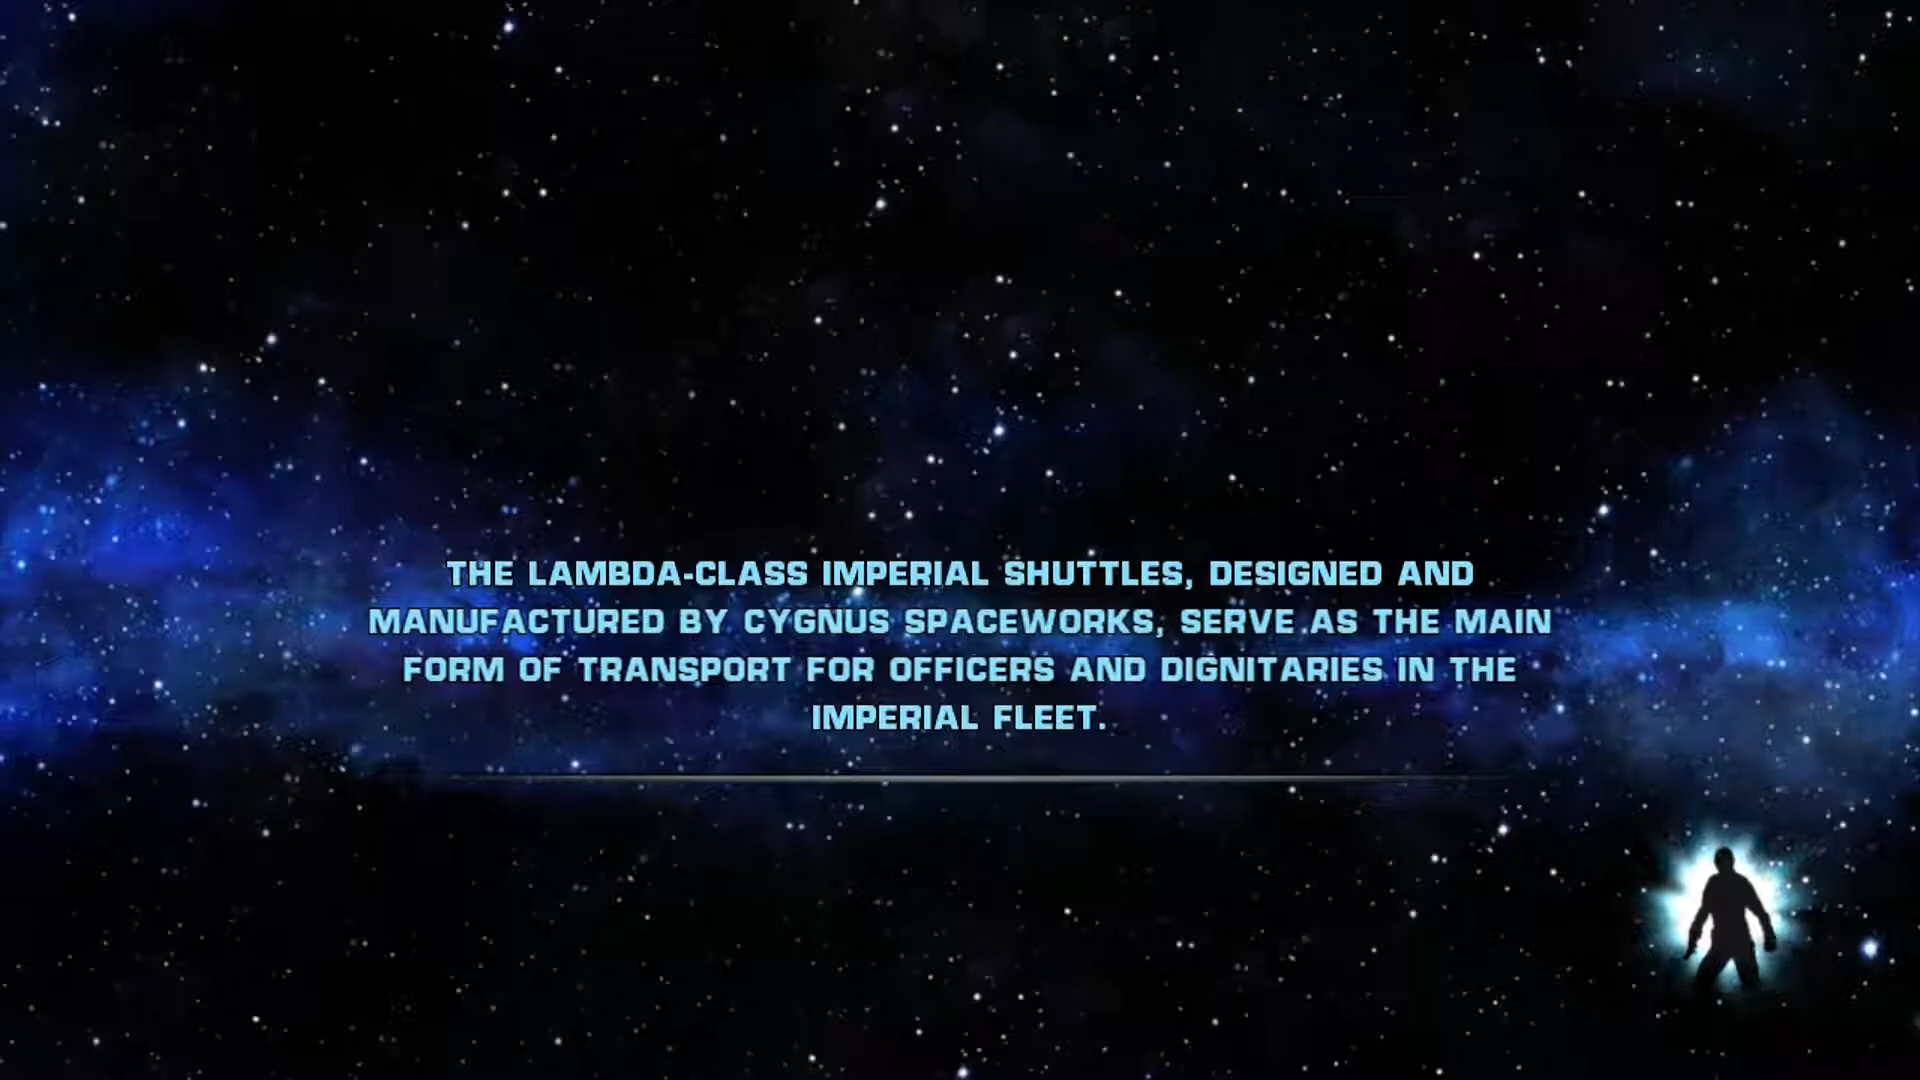 THE LAMBDA-CLASS IMPERIAL SHUTTLES, DESIGNED AND
MANUFACTURED BY CYGNUS SPACEWORKS, SERVE AS THE MAIN
FORM OF TRANSPORT FOR OFFICERS AND DIGNITARIES IN THE
IMPERIAL FLEET.